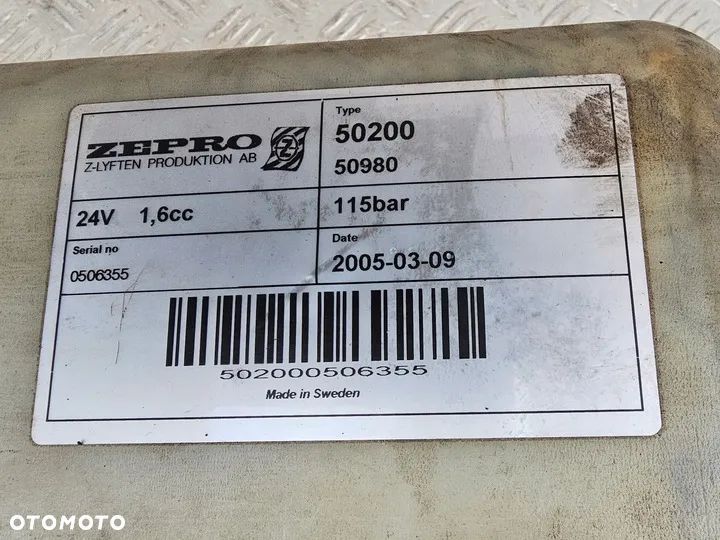 ZEPRO
Z-LYFTEN PRODUKTION AB
Type
50200
50980
24V 1,6cc
115bar
Serial no
0506355
Date
2005-03-09
502000506355
Made in Sweden
OTOMOTO